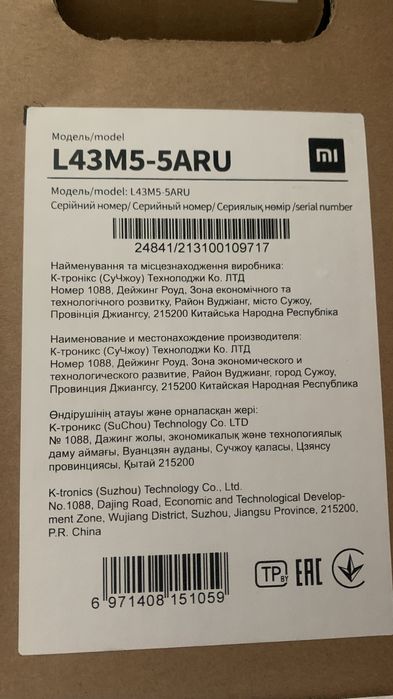 Модель/model
L43M5-5ARU
mi
Модель/model: L43M5-5ARU
Серійний номер/ Серийный номер/ Сериялық нөмір /serial number
24841/213100109717
Найменування та місцезнаходження виробника:
К-тронікс (СуЧжоу) Технолоджи Ко. ЛТД
Номер 1088, Дейжинг Роуд, Зона економічного та
технологічного розвитку, Район Вуджіанг, місто Сужоу,
Провінція Джиангсу, 215200 Китайська Народна Республіка
Наименование и местонахождение производителя:
К-троникс (СуЧжоу) Технолоджи Ко. ЛТД
Номер 1088, Дейжинг Роуд, Зона экономического и
технологического развитие, Район Вуджианг, город Сужоу,
Провинция Джиангсу, 215200 Китайская Народная Республика
Өндірушінің атауы және орналасқан жері:
К-троникс (SuChou) Technology Co. LTD
№ 1088, Дажинг жолы, экономикалық және технологиялық
даму аймағы, Вуанцзян ауданы, Сучжоу қаласы, Цзянсу
провинциясы, Қытай 215200
K-tronics (Suzhou) Technology Co., Ltd.
No.1088, Dajing Road, Economic and Technological Develop-
ment Zone, Wujiang District, Suzhou, Jiangsu Province, 215200,
P.R. China
6 971408 151059
TP BY EAC